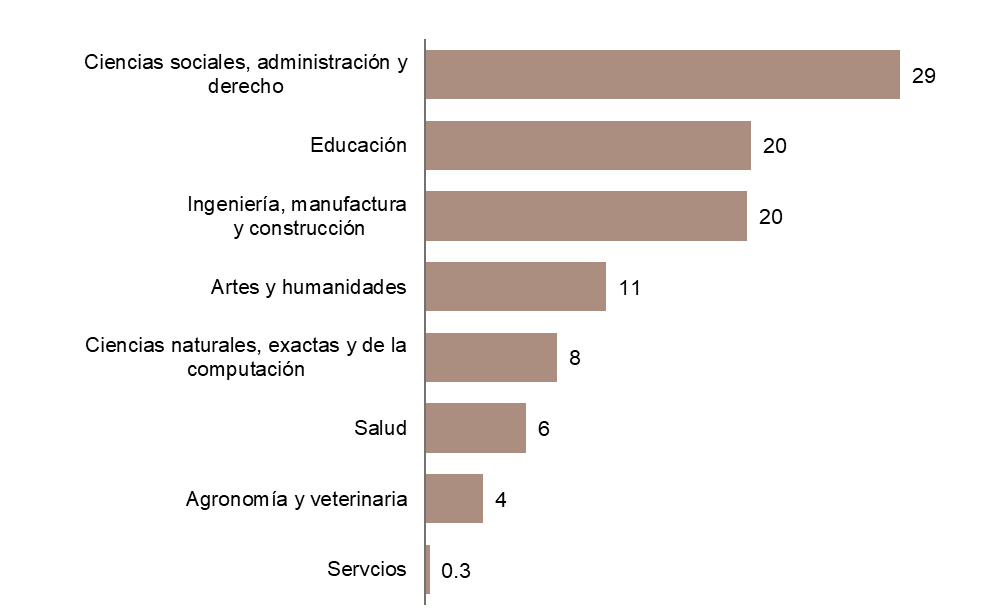 Ciencias sociales, administración y
derecho
29
Educación
20
Ingeniería, manufactura
y construcción
20
Artes y humanidades
11
Ciencias naturales, exactas y de la
computación
8
Salud
6
Agronomía y veterinaria
4
Servcios
0.3